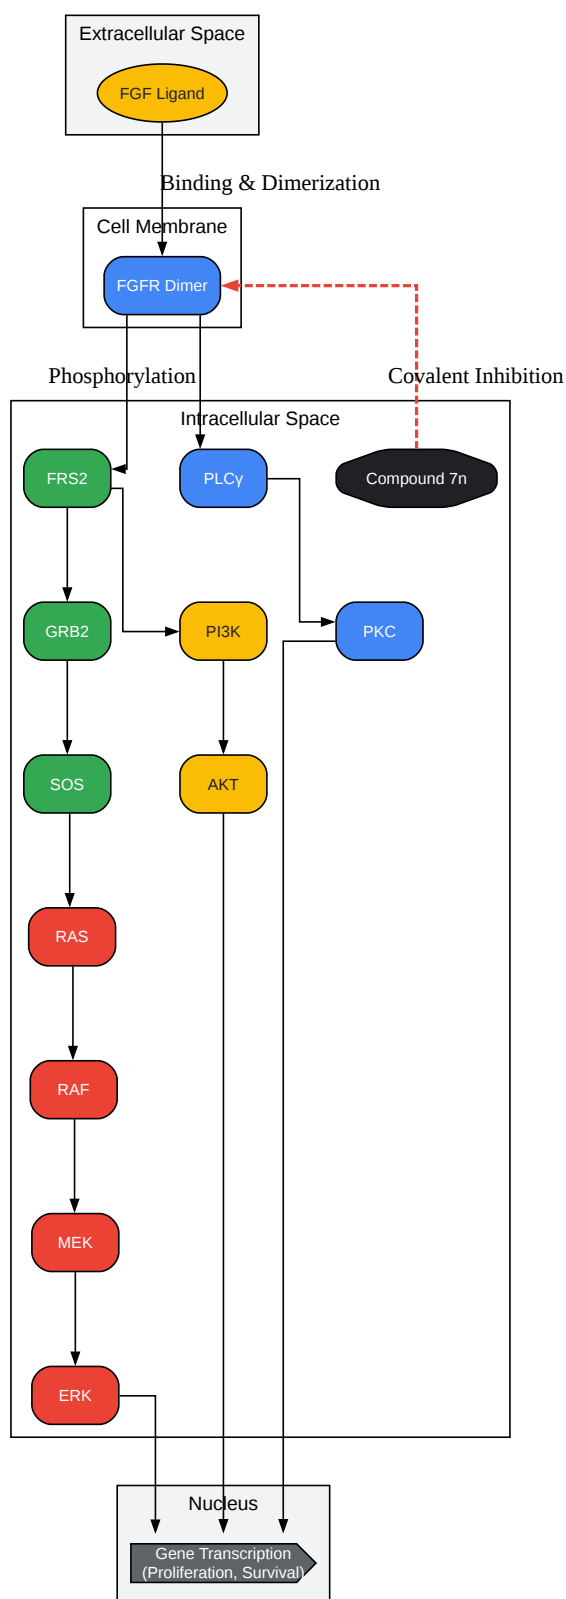 Extracellular Space
FGF Ligand
Binding & Dimerization
Cell Membrane
FGFR Dimer
Phosphorylation
Covalent Inhibition
Intracellular Space
FRS2
PLCγ
Compound 7n
GRB2
PI3K
PKC
SOS
AKT
RAS
RAF
MEK
ERK
Nucleus
Gene Transcription
(Proliferation, Survival)